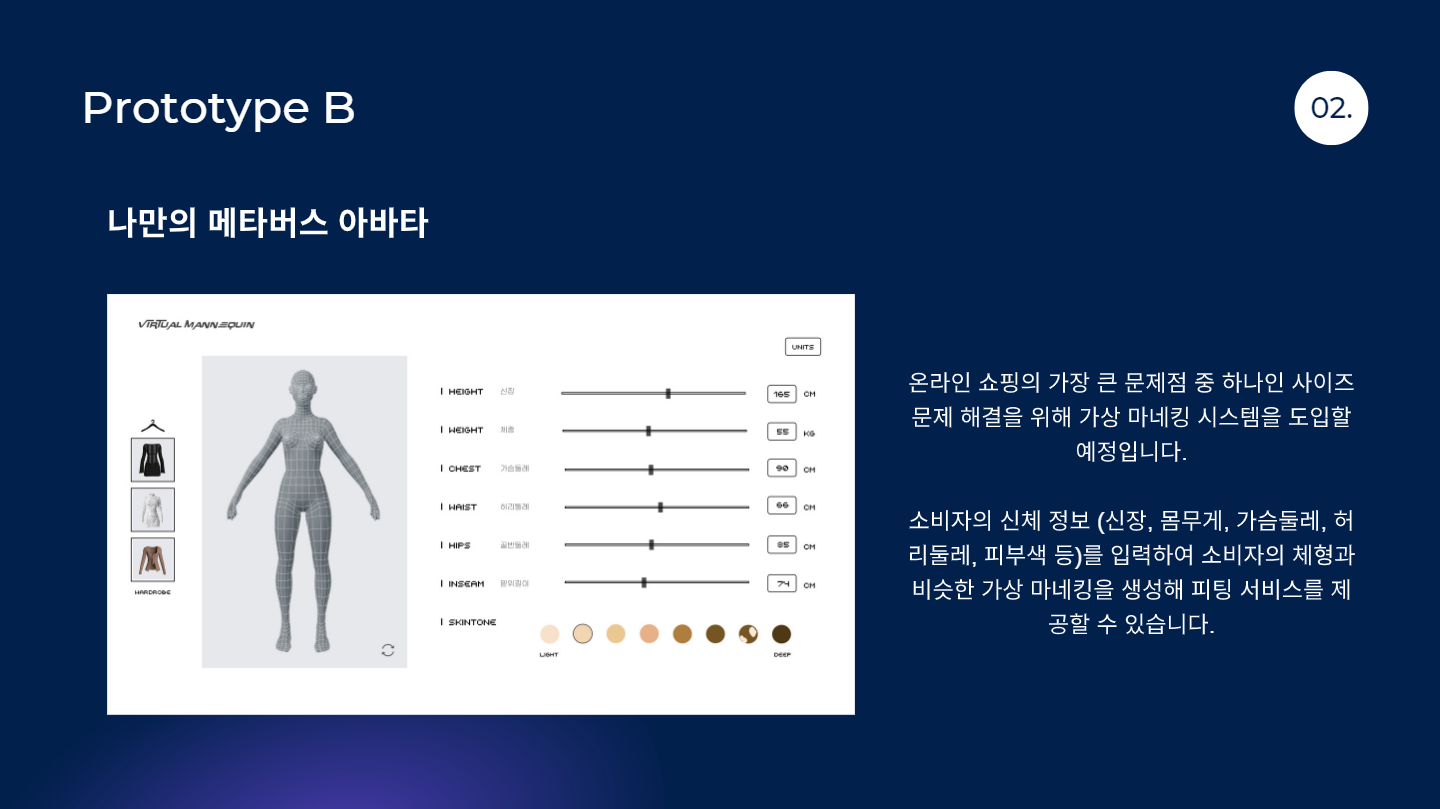 Prototype B
02.
나만의 메타버스 아바타
VIRTUAL MANNEQUIN
UNITS
HEIGHT 신장 165 CM
WEIGHT 체중 55 KG
CHEST 가슴둘레 90 CM
WAIST 허리둘레 66 CM
HIPS 골반둘레 85 CM
INSEAM 74 CM
SKINTONE
LIGHT DEEP
WARDROBE
온라인 쇼핑의 가장 큰 문제점 중 하나인 사이즈
문제 해결을 위해 가상 마네킹 시스템을 도입할
예정입니다.
소비자의 신체 정보 (신장, 몸무게, 가슴둘레, 허
리둘레, 피부색 등)를 입력하여 소비자의 체형과
비슷한 가상 마네킹을 생성해 피팅 서비스를 제
공할 수 있습니다.